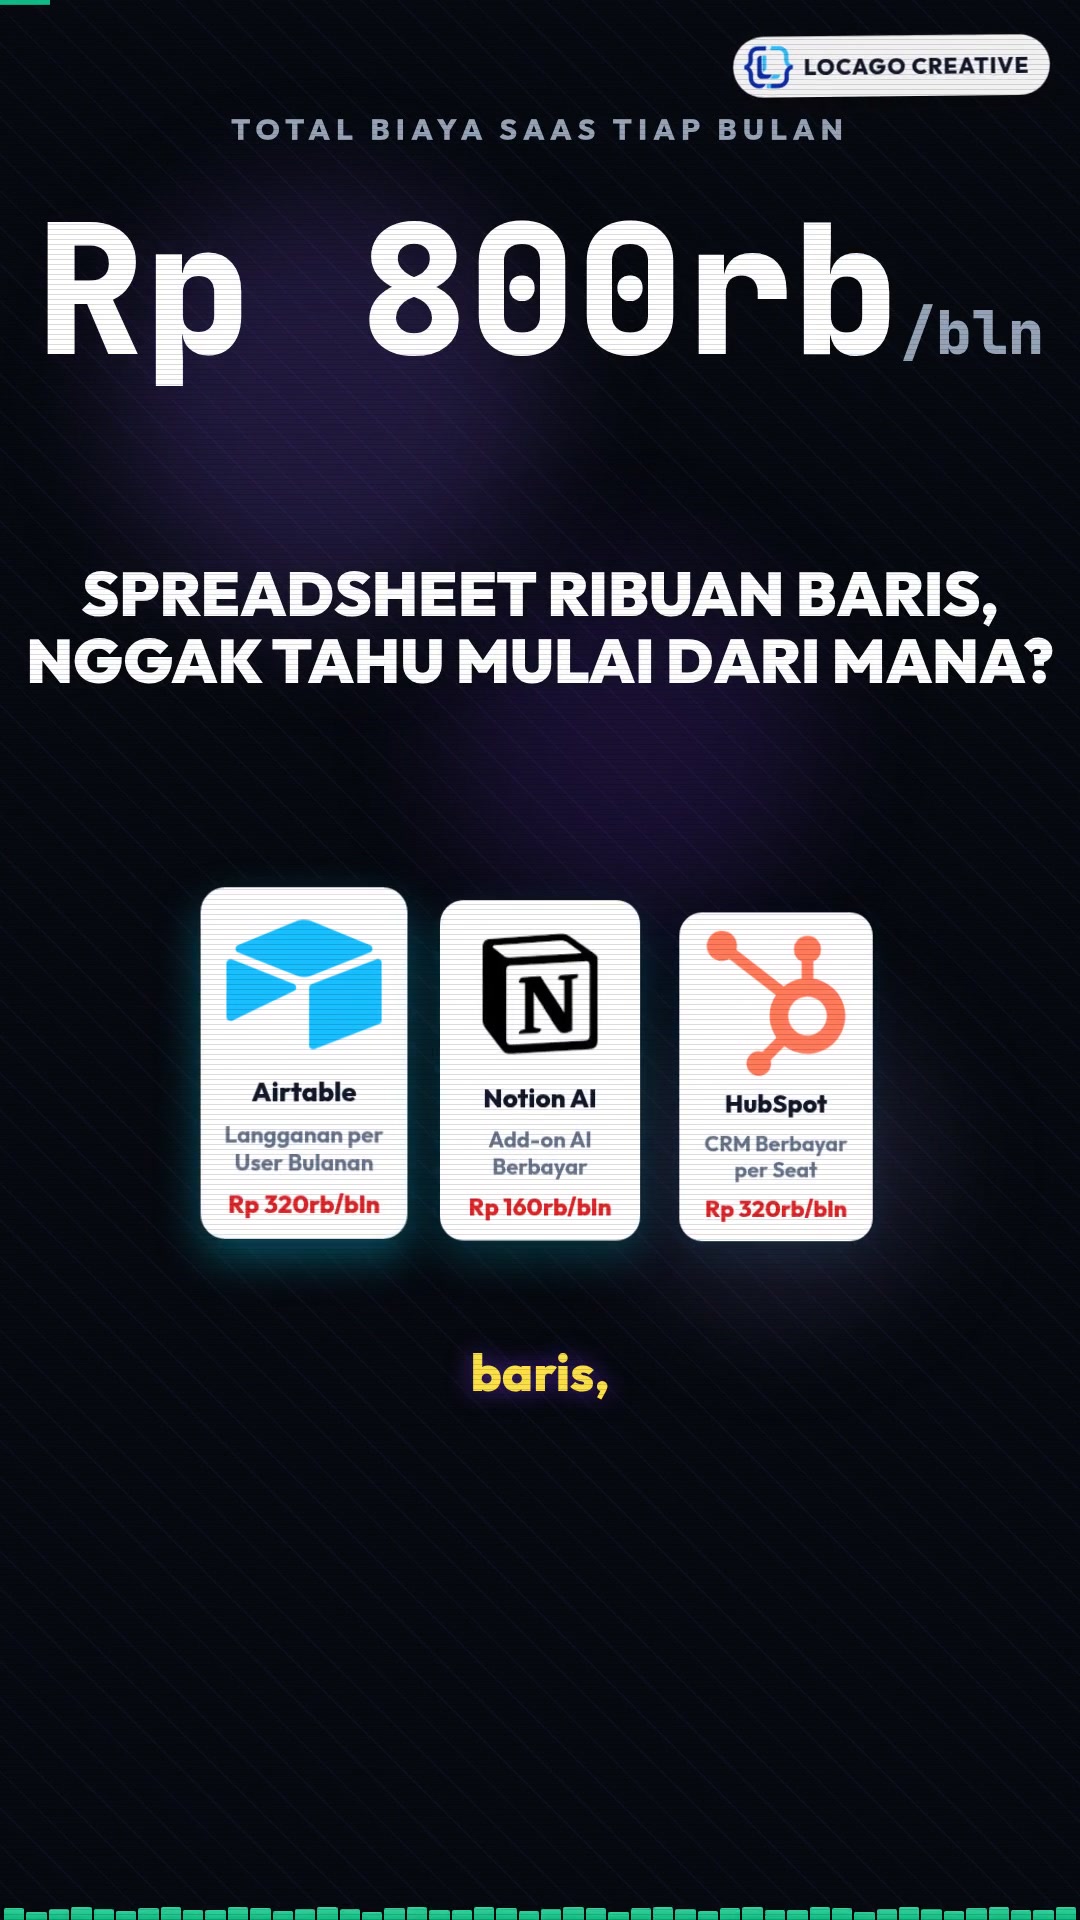 LOCAGO CREATIVE
TOTAL BIAYA SAAS TIAP BULAN
Rp 800rb/bln
SPREADSHEET RIBUAN BARIS,
NGGAK TAHU MULAI DARI MANA?
Airtable
Langganan per
User Bulanan
Rp 320rb/bln
N
Notion AI
Add-on AI
Berbayar
Rp 160rb/bln
HubSpot
CRM Berbayar
per Seat
Rp 320rb/bln
baris,